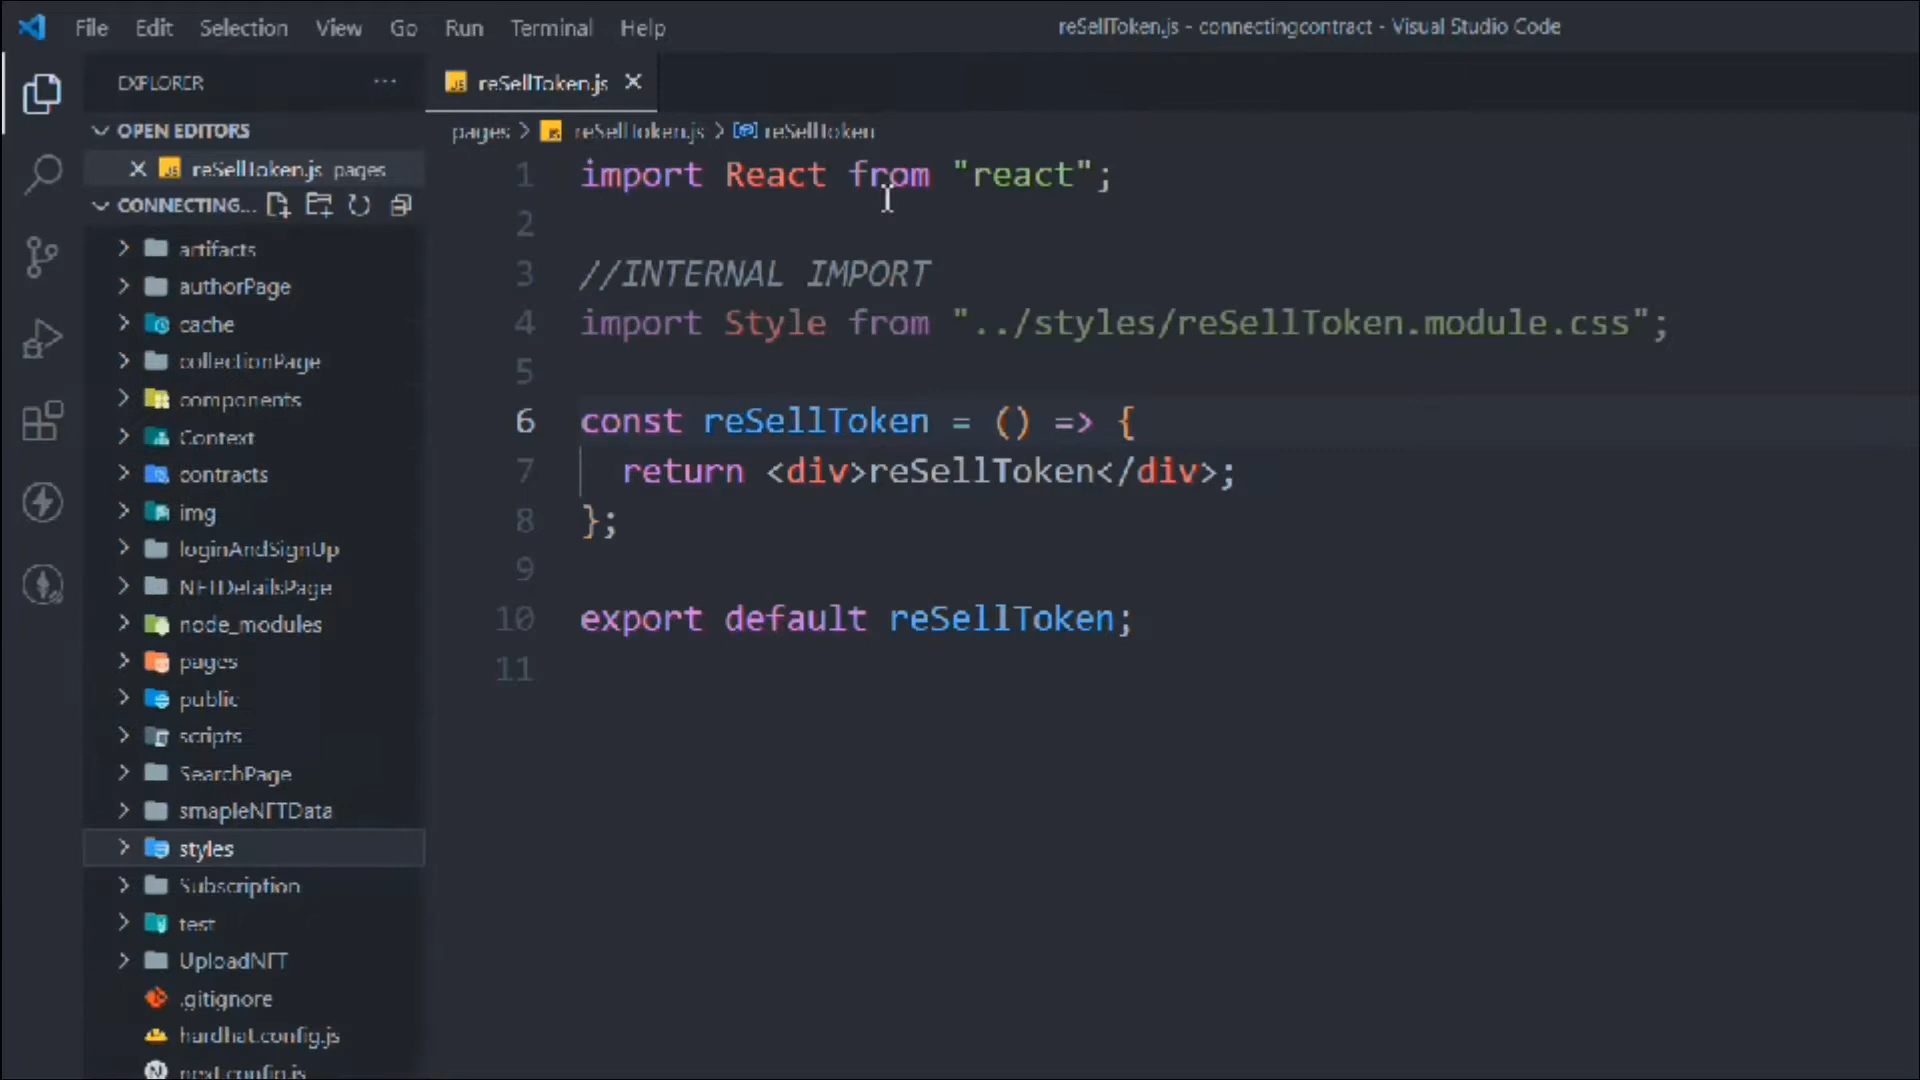 File Edit Selection View Go Run Terminal Help
reSellToken.js - connectingcontract - Visual Studio Code
EXPLORER ...
reSellToken.js
OPEN EDITORS
reSellToken.js pages
CONNECTING...
artifacts
authorPage
cache
collectionPage
components
Context
contracts
img
loginAndSignUp
NFTDetailsPage
node_modules
pages
public
scripts
SearchPage
smapleNFTData
styles
Subscription
test
UploadNFT
.gitignore
hardhat.config.js
next.config.js
pages > reSellToken.js > reSellToken
1 import React from "react";
2
3 //INTERNAL IMPORT
4 import Style from "../styles/reSellToken.module.css";
5
6 const reSellToken = () => {
7 return <div>reSellToken</div>;
8 };
9
10 export default reSellToken;
11